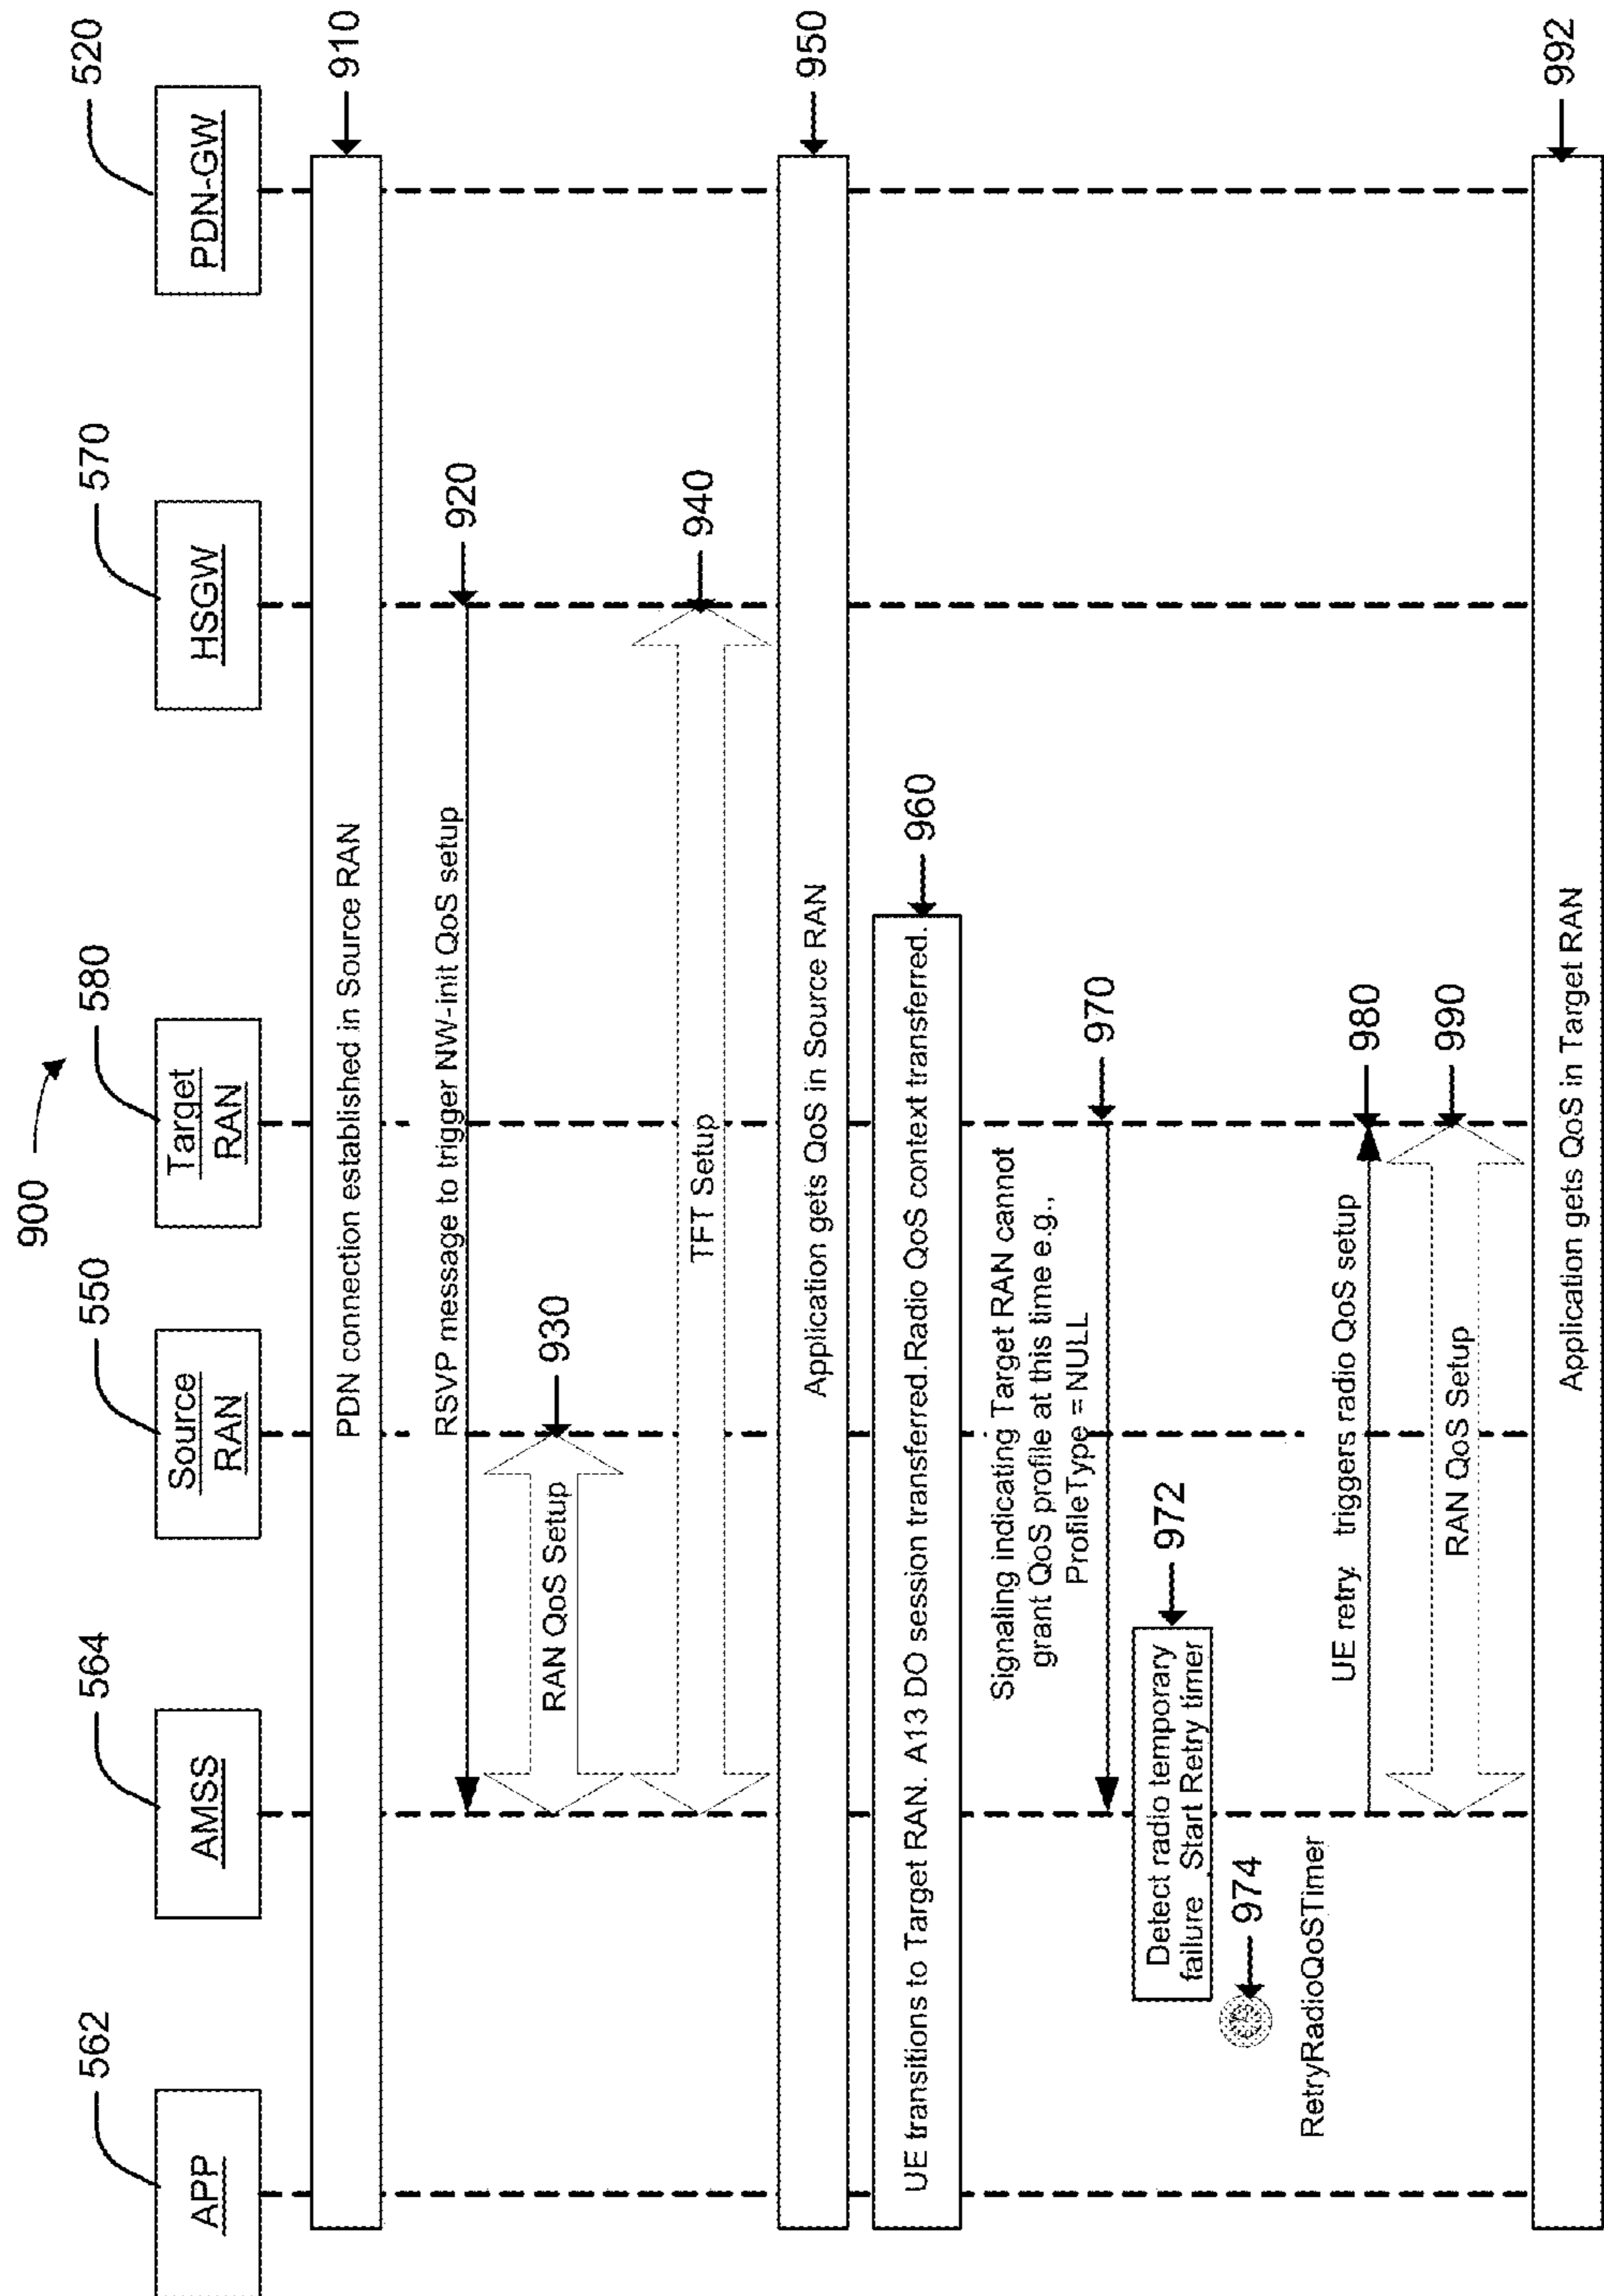 900
562
564
550
580
570
520
APP
AMSS
Source
RAN
Target
RAN
HSGW
PDN-GW
PDN connection established in Source RAN
910
RSVP message to trigger NW-init QoS setup
920
RAN QoS Setup
930
TFT Setup
940
Application gets QoS in Source RAN
950
UE transitions to Target RAN. A13 DO session transferred.Radio QoS context transferred.
960
Signaling indicating Target RAN cannot
grant QoS profile at this time e.g.,
ProfileType = NULL
970
Detect radio temporary
failure Start Retry timer
972
974
RetryRadioQoSTimer
UE retry triggers radio QoS setup
980
RAN QoS Setup
990
Application gets QoS in Target RAN
992